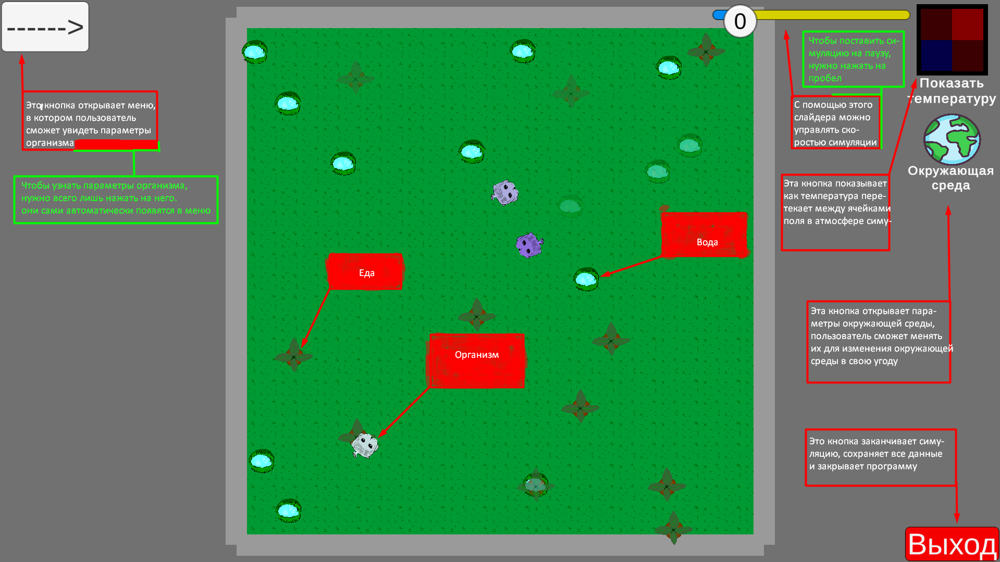 ------>
Это кнопка открывает меню,
в котором пользователь
сможет увидеть параметры
организма
Чтобы узнать параметры организма,
нужно всего лишь нажать на него.
они сами автоматически появятся в меню
Еда
Организм
Вода
0
Чтобы поставить си-
муляцию на паузу,
нужно нажать на
пробел
С помощью этого
слайдера можно
управлять ско-
ростью симуляции
Показать
температуру
Окружающая
среда
Эта кнопка показывает
как температура пере-
текает между ячейками
поля в атмосфере симу-
Эта кнопка открывает пара-
метры окружающей среды,
пользователь сможет менять
их для изменения окружающей
среды в свою угоду
Это кнопка заканчивает симу-
ляцию, сохраняет все данные
и закрывает программу
Выход